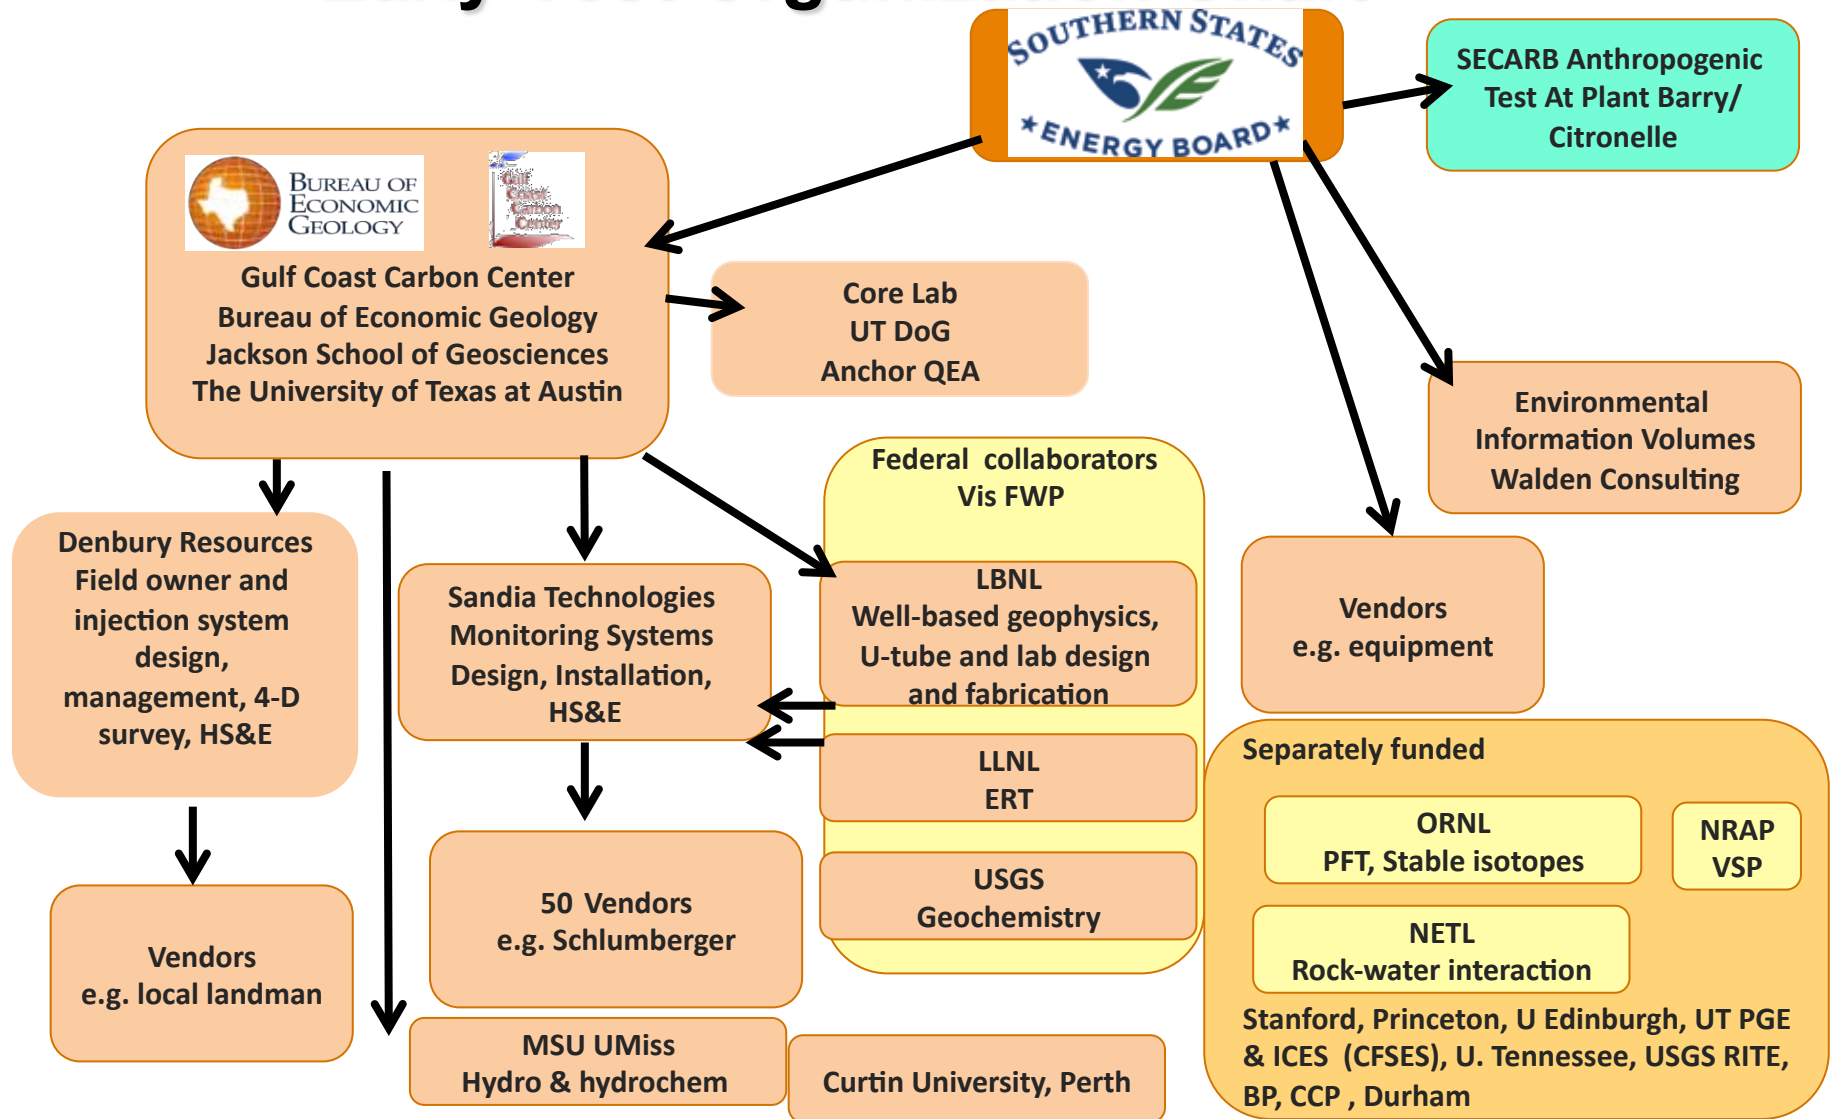 SOUTHERN STATES
ENERGY BOARD
SECARB Anthropogenic
Test At Plant Barry/
Citronelle
BUREAU OF
ECONOMIC
GEOLOGY
Gulf
Coast
Carbon
Center
Gulf Coast Carbon Center
Bureau of Economic Geology
Jackson School of Geosciences
The University of Texas at Austin
Core Lab
UT DoG
Anchor QEA
Environmental
Information Volumes
Walden Consulting
Federal collaborators
Vis FWP
Denbury Resources
Field owner and
injection system
design,
management, 4-D
survey, HS&E
Sandia Technologies
Monitoring Systems
Design, Installation,
HS&E
LBNL
Well-based geophysics,
U-tube and lab design
and fabrication
Vendors
e.g. equipment
LLNL
ERT
USGS
Geochemistry
Separately funded
ORNL
PFT, Stable isotopes
NRAP
VSP
NETL
Rock-water interaction
Stanford, Princeton, U Edinburgh, UT PGE
& ICES (CFSES), U. Tennessee, USGS RITE,
BP, CCP , Durham
50 Vendors
e.g. Schlumberger
Vendors
e.g. local landman
MSU UMiss
Hydro & hydrochem
Curtin University, Perth